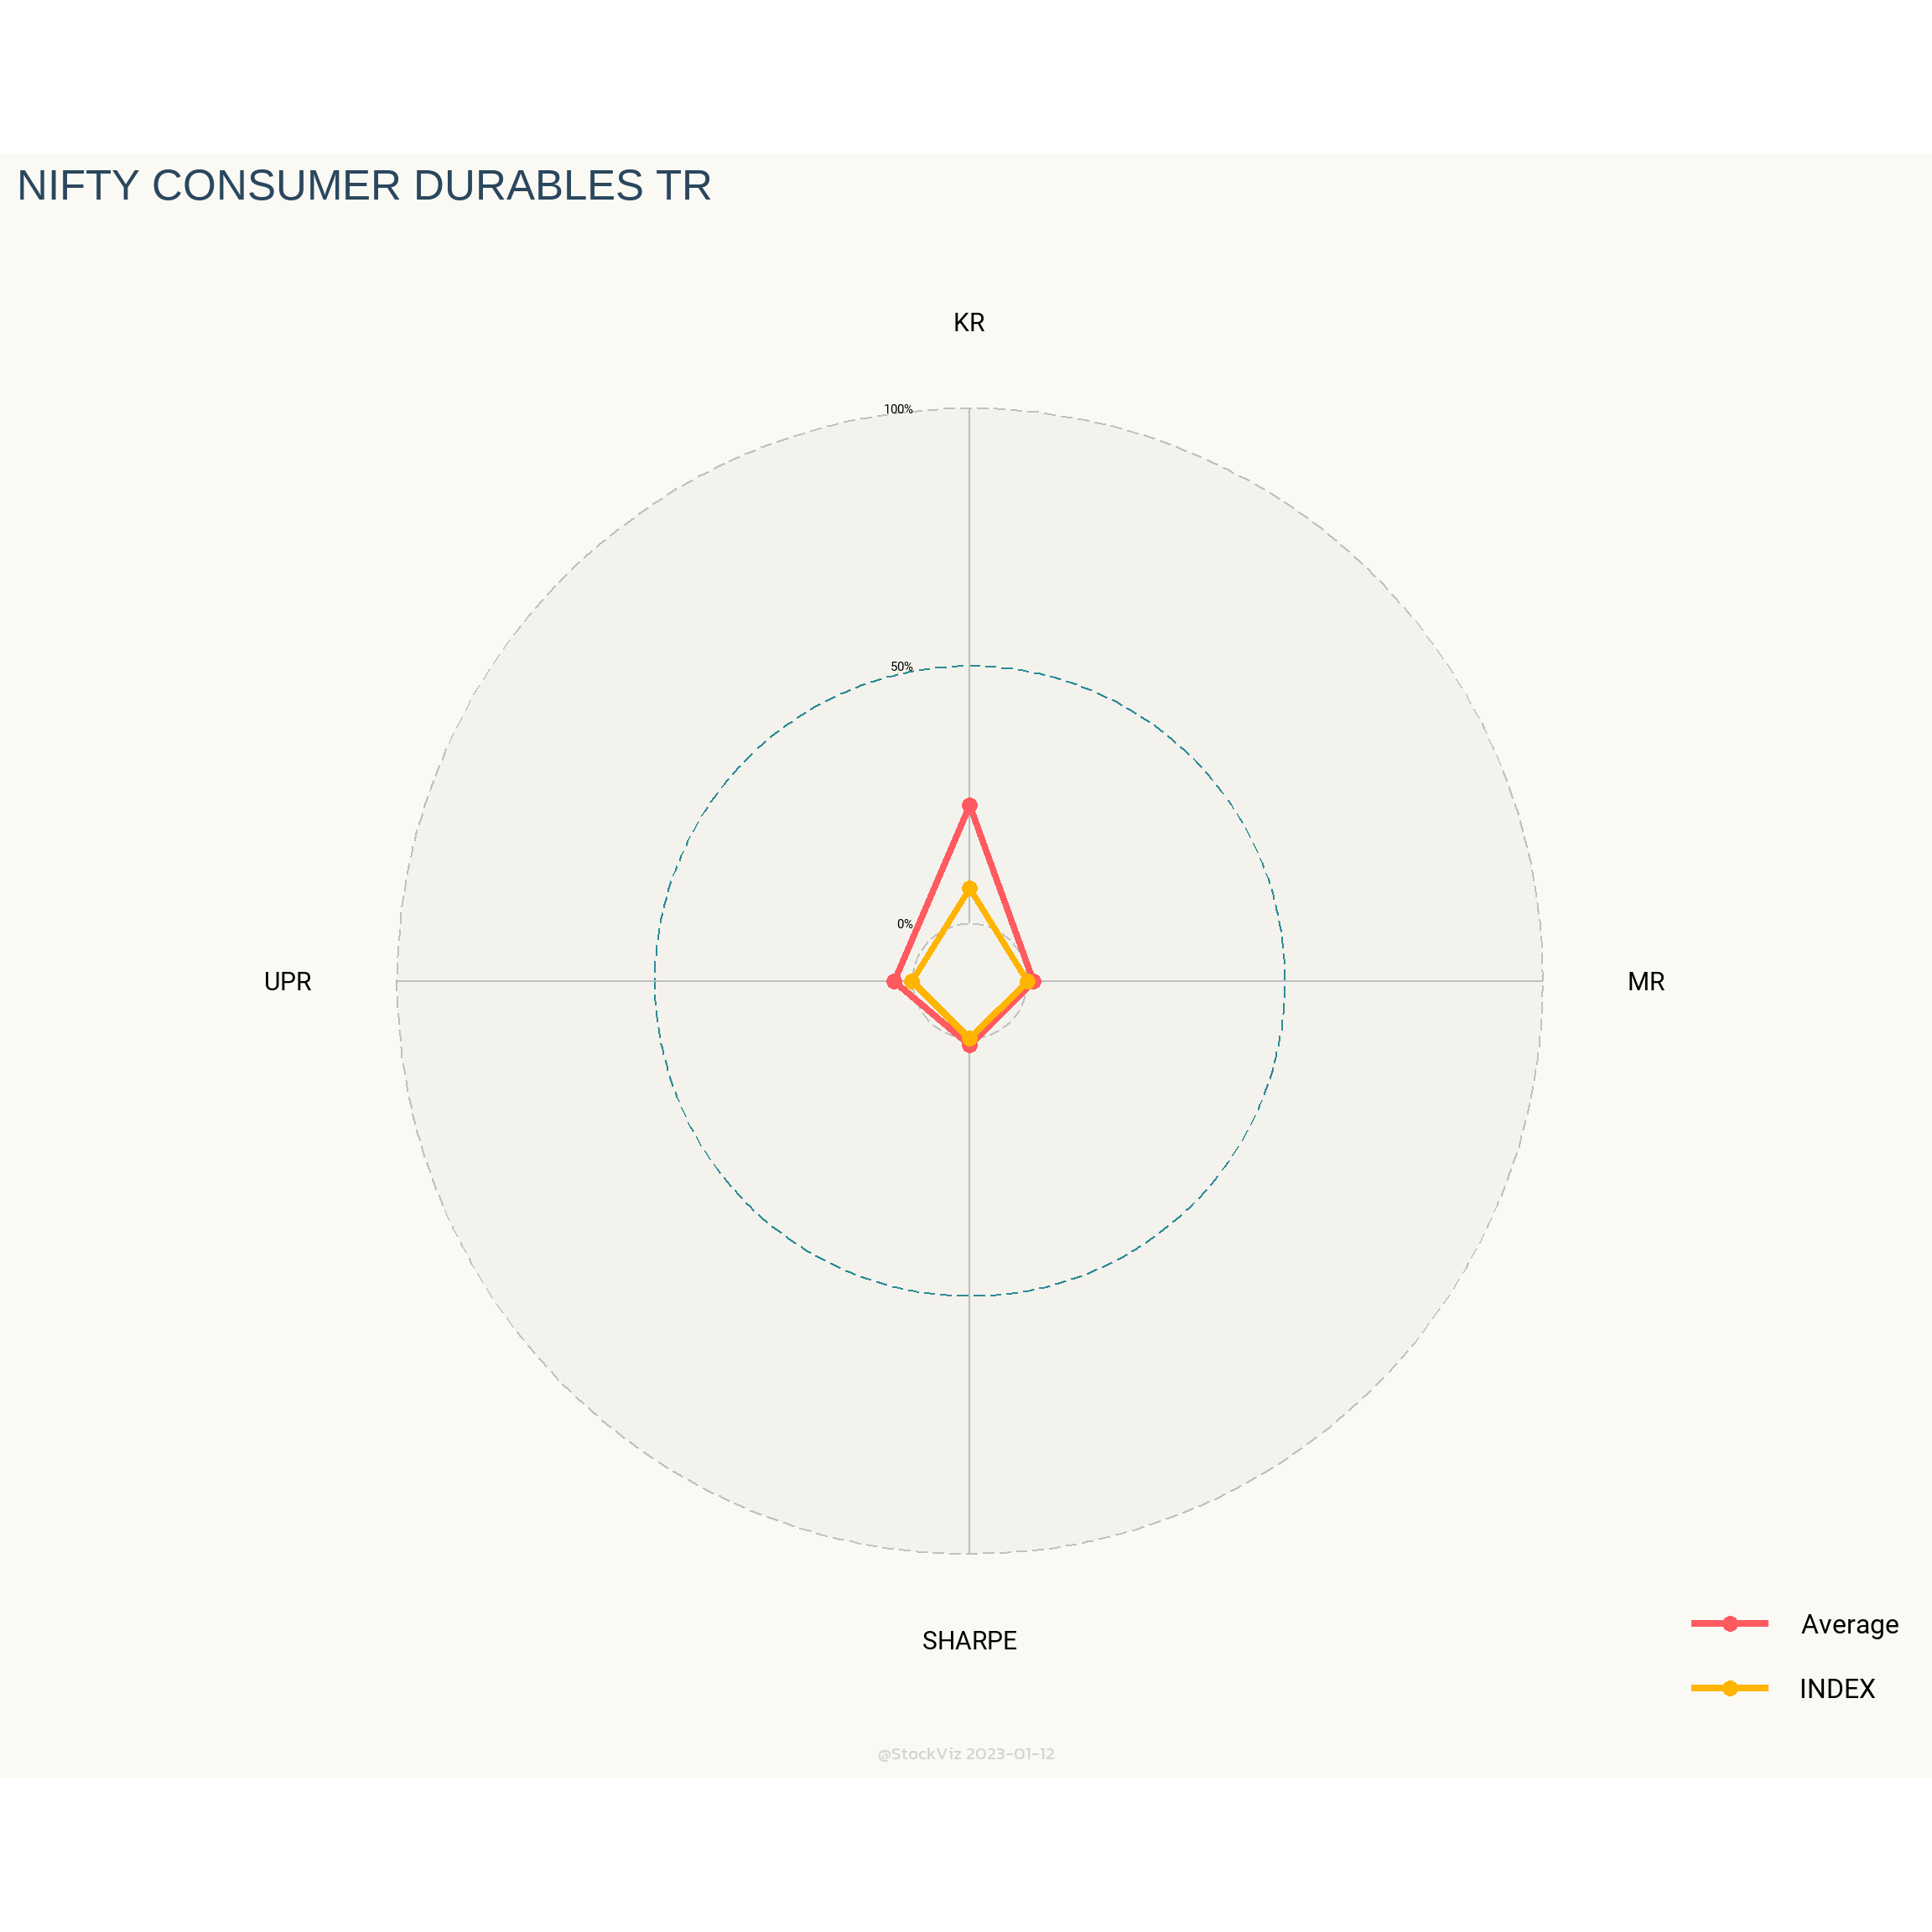 NIFTY CONSUMER DURABLES TR
KR
100%
50%
0%
UPR
MR
SHARPE
Average
INDEX
@StockViz 2023-01-12